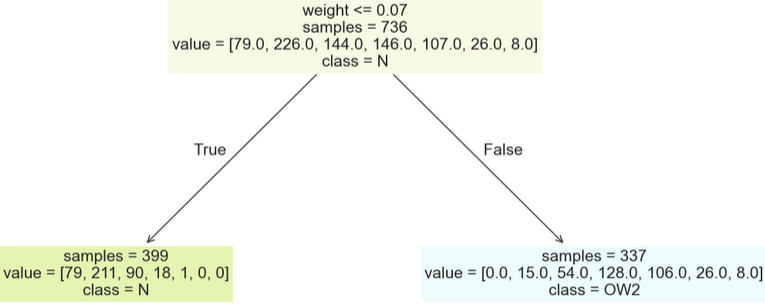 weight <= 0.07
samples = 736
value = [79.0, 226.0, 144.0, 146.0, 107.0, 26.0, 8.0]
class = N
True
False
samples = 399
value = [79, 211, 90, 18, 1, 0, 0]
class = N
samples = 337
value = [0.0, 15.0, 54.0, 128.0, 106.0, 26.0, 8.0]
class = OW2